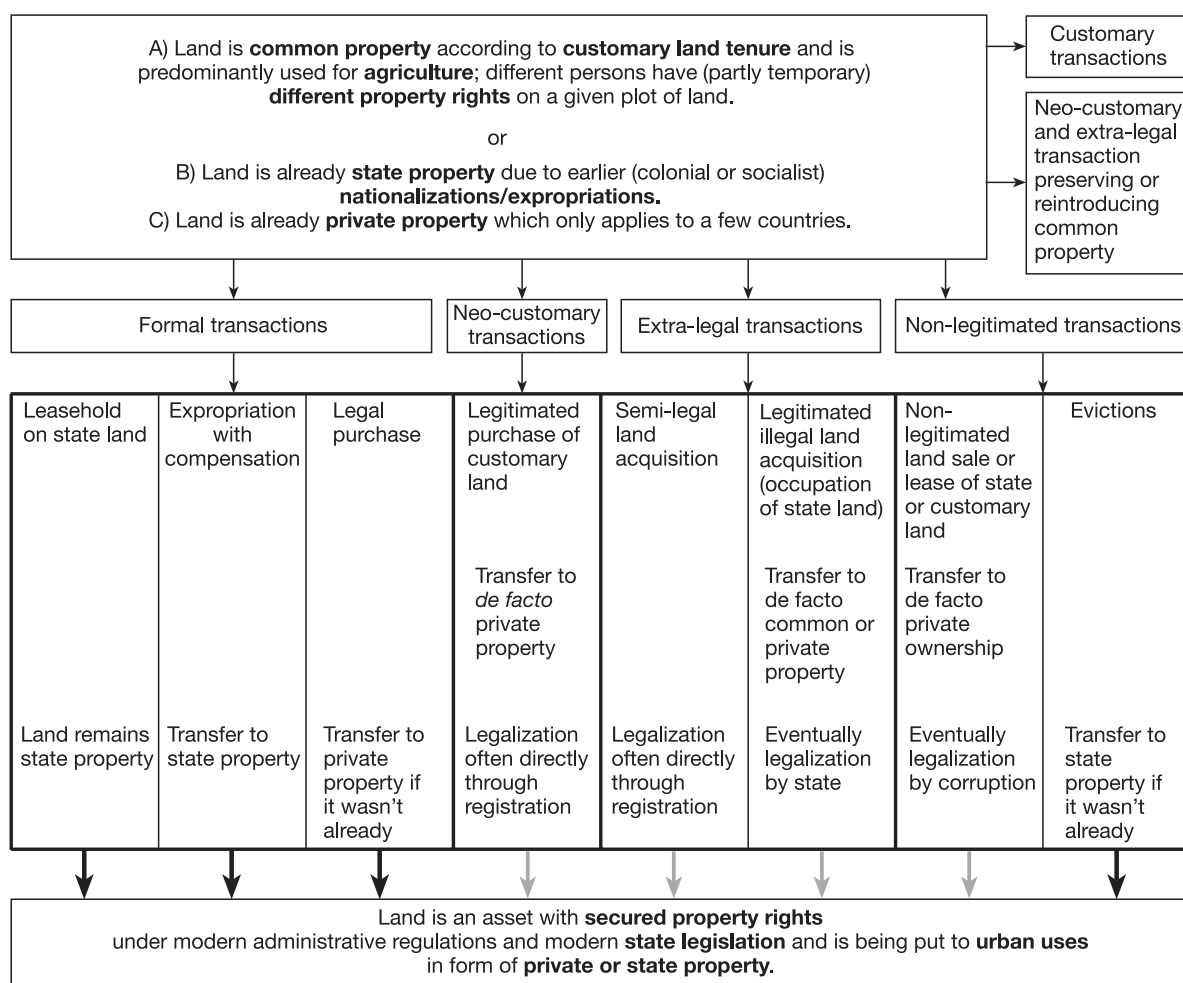 A) Land is common property according to customary land tenure and is
predominantly used for agriculture; different persons have (partly temporary)
different property rights on a given plot of land.
or
B) Land is already state property due to earlier (colonial or socialist)
nationalizations/expropriations.
C) Land is already private property which only applies to a few countries.
Customary
transactions
Neo-customary
and extra-legal
transaction
preserving or
reintroducing
common
property
Formal transactions
Neo-customary
transactions
Extra-legal transactions
Non-legitimated transactions
Leasehold
on state land
Land remains
state property
Expropriation
with
compensation
Transfer to
state property
Legal
purchase
Transfer to
private
property if
it wasn't
already
Legitimated
purchase of
customary
land
Transfer to
de facto
private
property
Legalization
often directly
through
registration
Semi-legal
land
acquisition
Legalization
often directly
through
registration
Legitimated
illegal land
acquisition
(occupation
of state land)
Transfer to
de facto
common or
private
property
Eventually
legalization
by state
Non-
legitimated
land sale or
lease of state
or customary
land
Transfer to
de facto
private
ownership
Eventually
legalization
by corruption
Evictions
Transfer to
state
property if
it wasn't
already
Land is an asset with secured property rights
under modern administrative regulations and modern state legislation and is being put to urban uses
in form of private or state property.